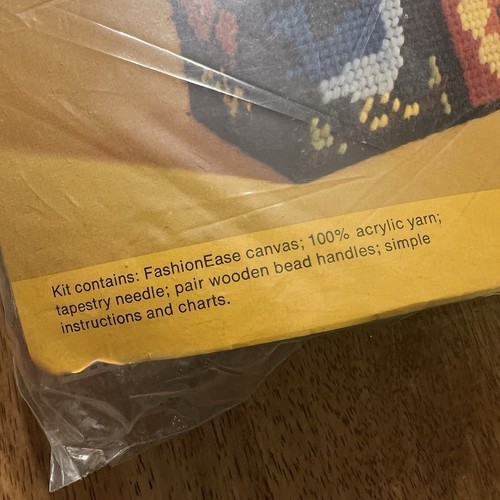 Kit contains: FashionEase canvas; 100% acrylic yarn;
tapestry needle; pair wooden bead handles; simple
instructions and charts.